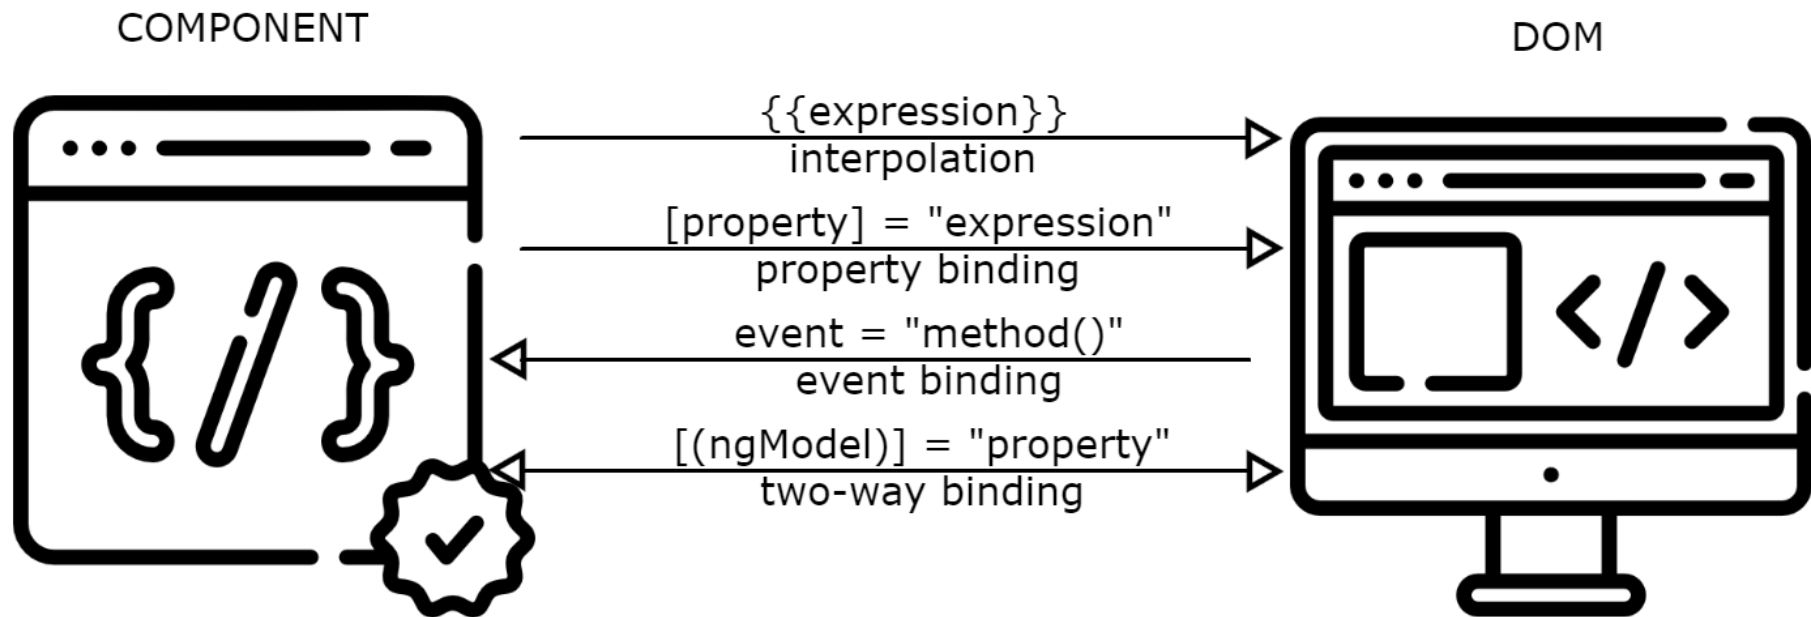 COMPONENT
DOM
{{expression}}
interpolation
[property] = "expression"
property binding
event = "method()"
event binding
[(ngModel)] = "property"
two-way binding